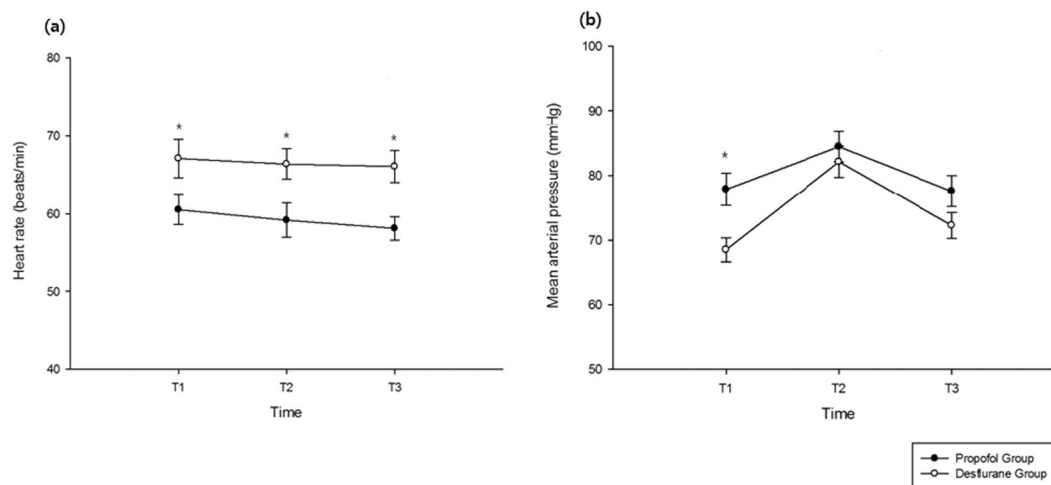 (a)
80
70
60
50
40
Heart rate (beats/min)
*
*
*
T1
T2
T3
Time
(b)
100
90
80
70
60
50
Mean arterial pressure (mmHg)
*
T1
T2
T3
Time
Propofol Group
Desflurane Group